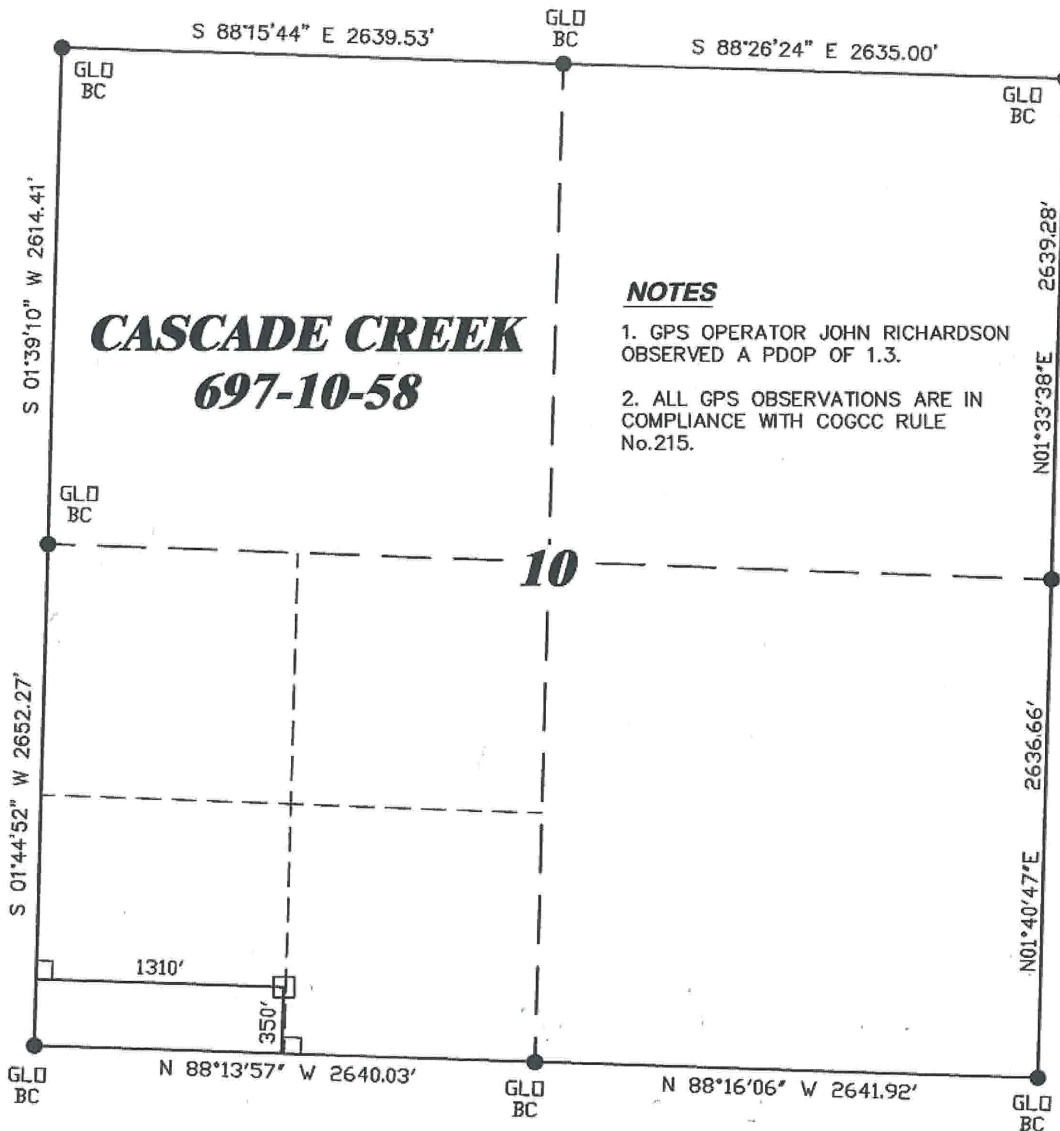 S 88°15'44" E 2639.53'
GLO
BC
S 88°26'24" E 2635.00'
GLO
BC
GLO
BC
S 01°39'10" W 2614.41'
2639.28'
N01°33'38"E
CASCADE CREEK
697-10-58
NOTES
1. GPS OPERATOR JOHN RICHARDSON
OBSERVED A PDOP OF 1.3.
2. ALL GPS OBSERVATIONS ARE IN
COMPLIANCE WITH COGCC RULE
No.215.
GLO
BC
10
S 01°44'52" W 2652.27'
2636.66'
N01°40'47"E
1310'
350'
GLO
BC
N 88°13'57" W 2640.03'
GLO
BC
N 88°16'06" W 2641.92'
GLO
BC